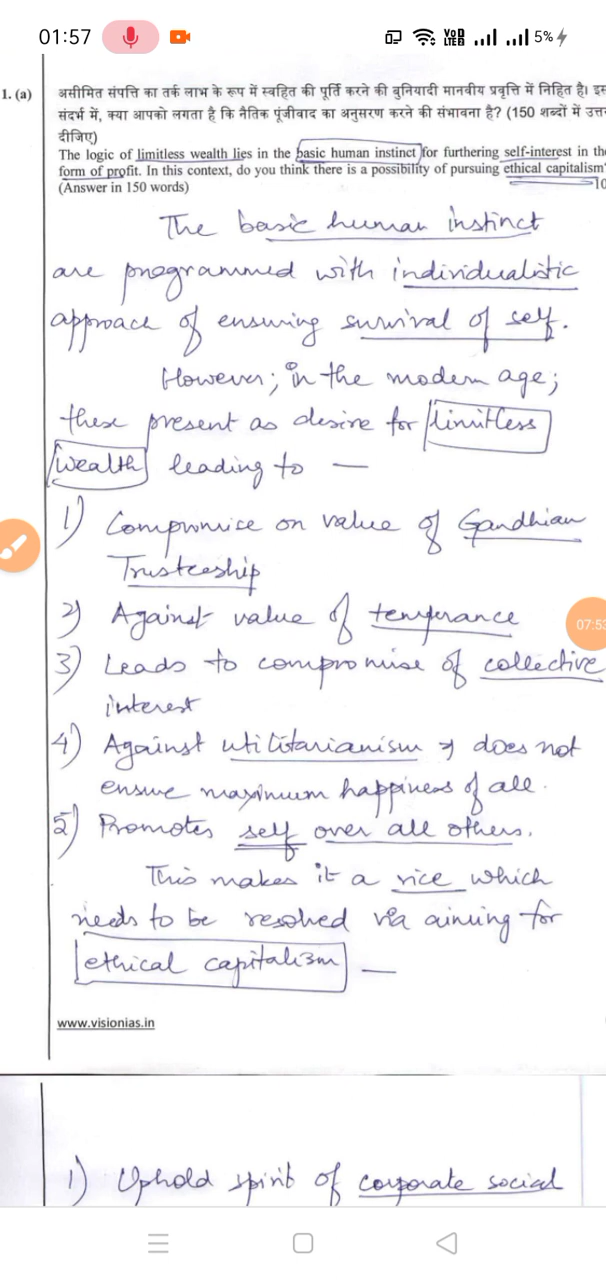 01:57
VoD
LTE
5%
1. (a)
असीमित संपत्ति का तर्क लाभ के रूप में स्वहित की पूर्ति करने की बुनियादी मानवीय प्रवृत्ति में निहित है। इस
संदर्भ में, क्या आपको लगता है कि नैतिक पूंजीवाद का अनुसरण करने की संभावना है? (150 शब्दों में उत्तर
दीजिए)
The logic of limitless wealth lies in the basic human instinct for furthering self-interest in the
form of profit. In this context, do you think there is a possibility of pursuing ethical capitalism?
(Answer in 150 words) 10
The basic human instinct
are programmed with individualistic
approach of ensuring survival of self.
However; in the modern age;
these present as desire for limitless
wealth leading to —
1) Compromise on value of Gandhian
Trusteeship
2) Against value of temperance
07:53
3) Leads to compromise of collective
interest
4) Against utilitarianism & does not
ensure maximum happiness of all.
5) Promotes self over all others.
This makes it a vice which
needs to be resolved via aiming for
ethical capitalism —
www.visionias.in
1) Uphold spirit of corporate social